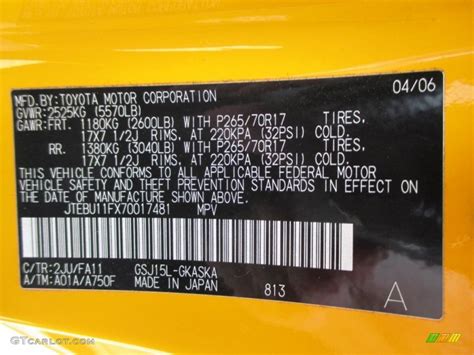 MFD.BY:TOYOTA MOTOR CORPORATION 04/06
GVWR:2525KG (5570LB)
GAWR:FRT. 1180KG (2600LB) WITH P265/70R17 TIRES,
17X7 1/2J RIMS, AT 220KPA (32PSI) COLD.
RR. 1380KG (3040LB) WITH P265/70R17 TIRES,
17X7 1/2J RIMS, AT 220KPA (32PSI) COLD.
THIS VEHICLE CONFORMS TO ALL APPLICABLE FEDERAL MOTOR
VEHICLE SAFETY AND THEFT PREVENTION STANDARDS IN EFFECT
ON THE DATE OF MANUFACTURE SHOWN ABOVE.
JTEBU11FX70017481 MPV
C/TR:2JU/FA11 GSJ15L-GKASKA
A/TM:A01A/A750F MADE IN JAPAN 813 A
GTCARLOT.COM